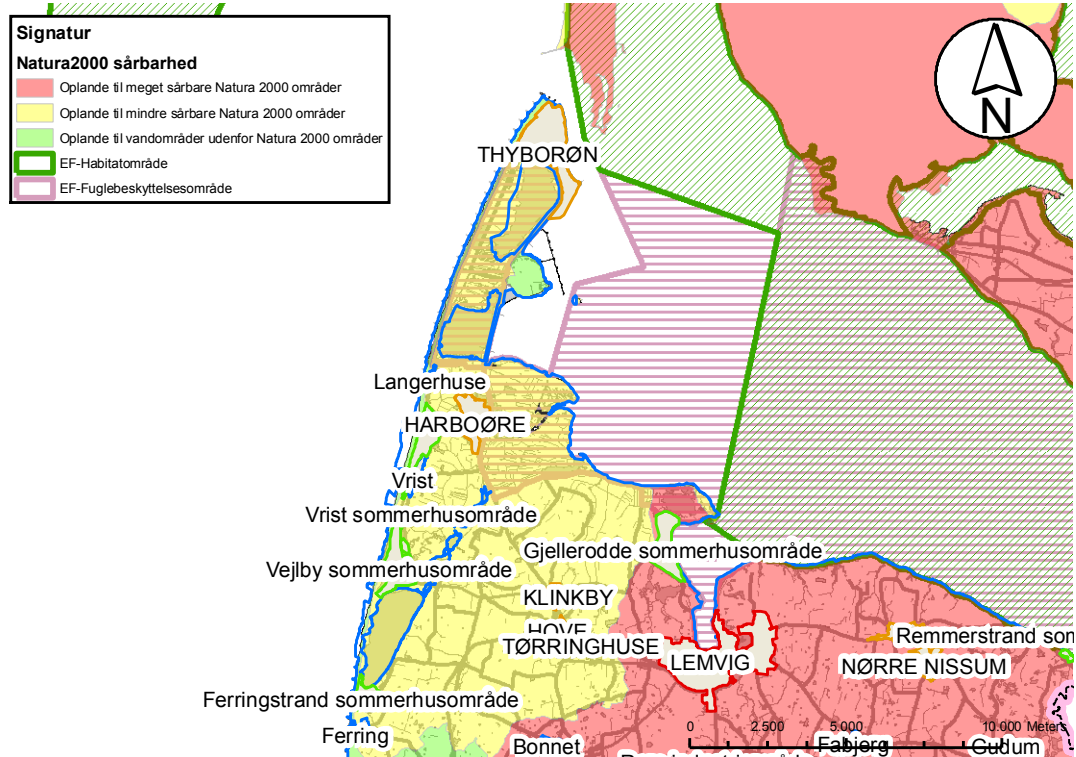 Signatur
Natura2000 sårbarhed
Oplande til meget sårbare Natura 2000 områder
Oplande til mindre sårbare Natura 2000 områder
Oplande til vandområder udenfor Natura 2000 områder
EF-Habitatområde
EF-Fuglebeskyttelsesområde
N
THYBORØN
Langerhuse
HARBOØRE
Vrist
Vrist sommerhusområde
Gjellerodde sommerhusområde
Vejlby sommerhusområde
KLINKBY
HOVE
TØRRINGHUSE
Remmerstrand som
LEMVIG
NØRRE NISSUM
Ferringstrand sommerhusområde
Ferring
0 2.500 5.000 10.000 Meters
Bonnet
Fabjerg
Gudum